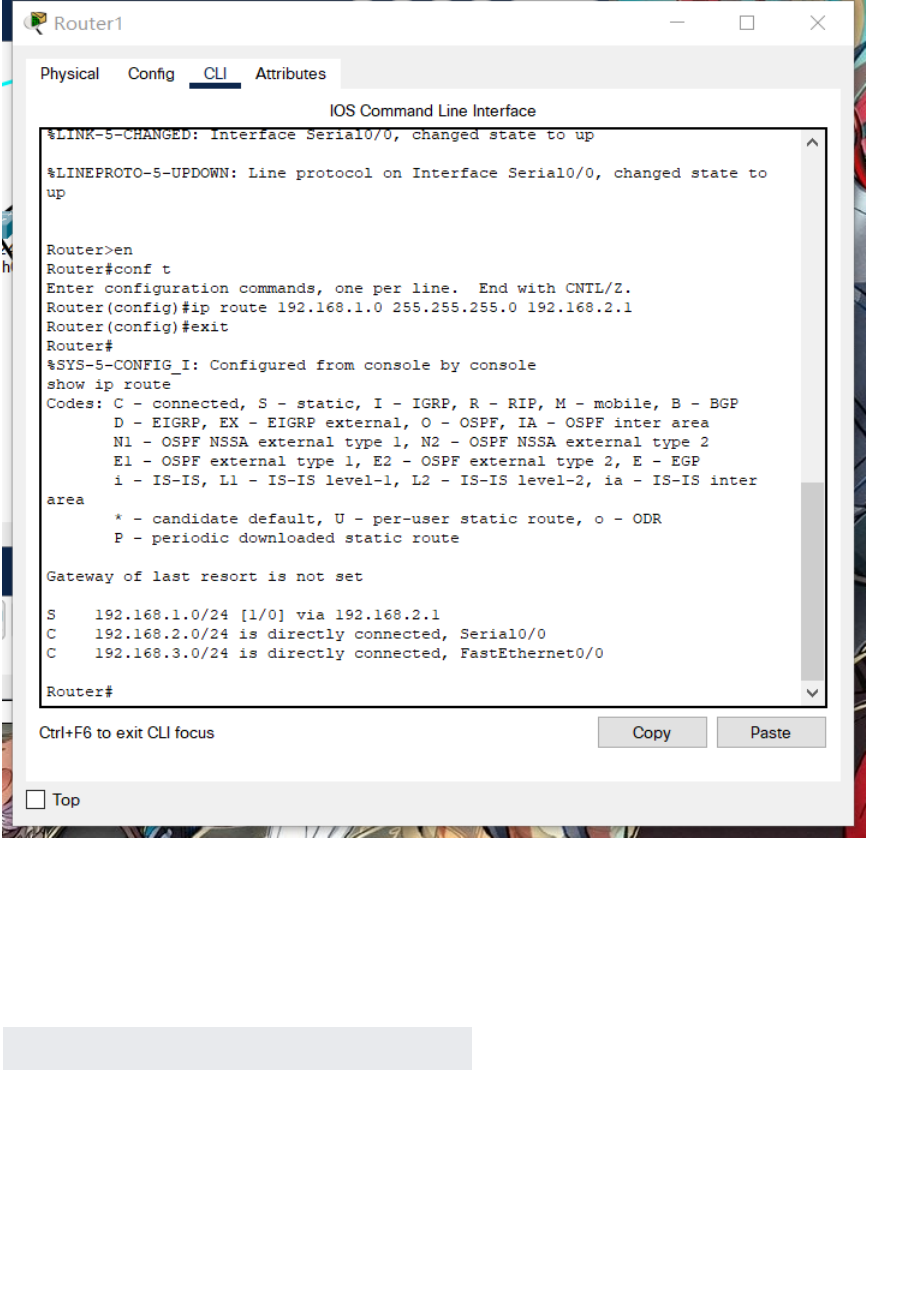 Router1
Physical Config CLI Attributes
IOS Command Line Interface
%LINK-5-CHANGED: Interface Serial0/0, changed state to up
%LINEPROTO-5-UPDOWN: Line protocol on Interface Serial0/0, changed state to
up
Router>en
Router#conf t
Enter configuration commands, one per line.  End with CNTL/Z.
Router(config)#ip route 192.168.1.0 255.255.255.0 192.168.2.1
Router(config)#exit
Router#
%SYS-5-CONFIG_I: Configured from console by console
show ip route
Codes: C - connected, S - static, I - IGRP, R - RIP, M - mobile, B - BGP
D - EIGRP, EX - EIGRP external, O - OSPF, IA - OSPF inter area
N1 - OSPF NSSA external type 1, N2 - OSPF NSSA external type 2
E1 - OSPF external type 1, E2 - OSPF external type 2, E - EGP
i - IS-IS, L1 - IS-IS level-1, L2 - IS-IS level-2, ia - IS-IS inter
area
* - candidate default, U - per-user static route, o - ODR
P - periodic downloaded static route
Gateway of last resort is not set
S    192.168.1.0/24 [1/0] via 192.168.2.1
C    192.168.2.0/24 is directly connected, Serial0/0
C    192.168.3.0/24 is directly connected, FastEthernet0/0
Router#
Ctrl+F6 to exit CLI focus
Copy Paste
Top